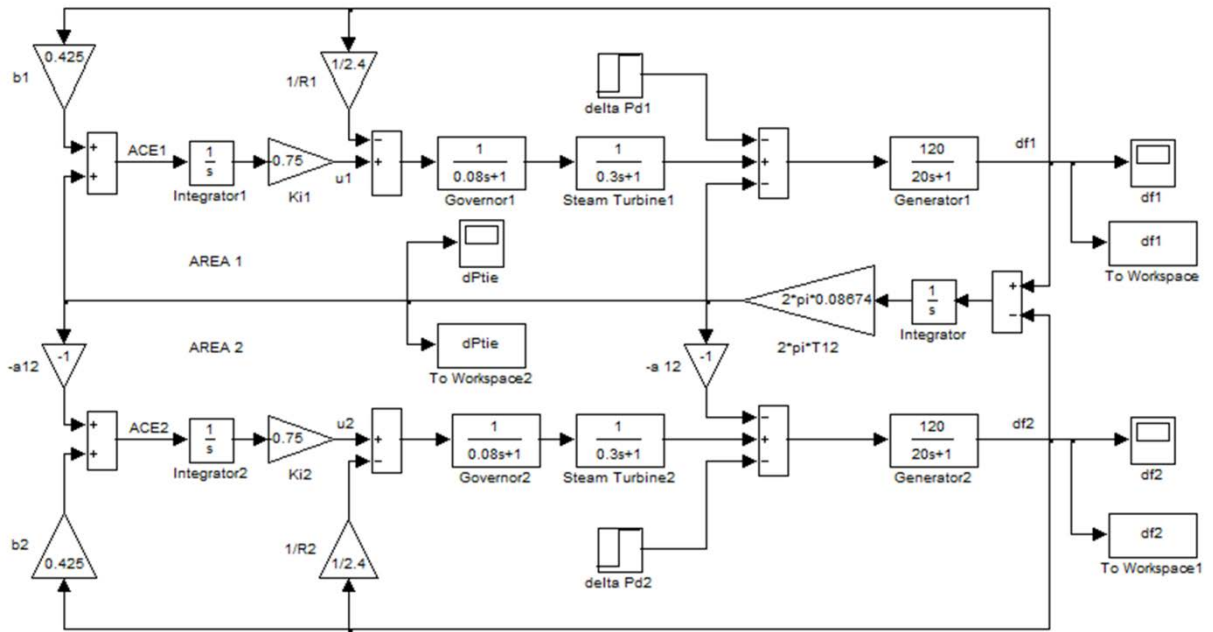 0.425
b1
1/2.4
1/R1
delta Pd1
+
+
ACE1
1
s
Integrator1
0.75
Ki1
u1
−
+
1
0.08s+1
Governor1
1
0.3s+1
Steam Turbine1
−
+
−
120
20s+1
Generator1
df1
df1
df1
To Workspace
AREA 1
dPtie
2*pi*0.08674
2*pi*T12
1
s
Integrator
+
−
AREA 2
dPtie
To Workspace2
-1
-a12
-1
-a 12
+
+
ACE2
1
s
Integrator2
0.75
Ki2
u2
+
−
1
0.08s+1
Governor2
1
0.3s+1
Steam Turbine2
−
+
−
120
20s+1
Generator2
df2
df2
df2
To Workspace1
b2
0.425
1/R2
1/2.4
delta Pd2